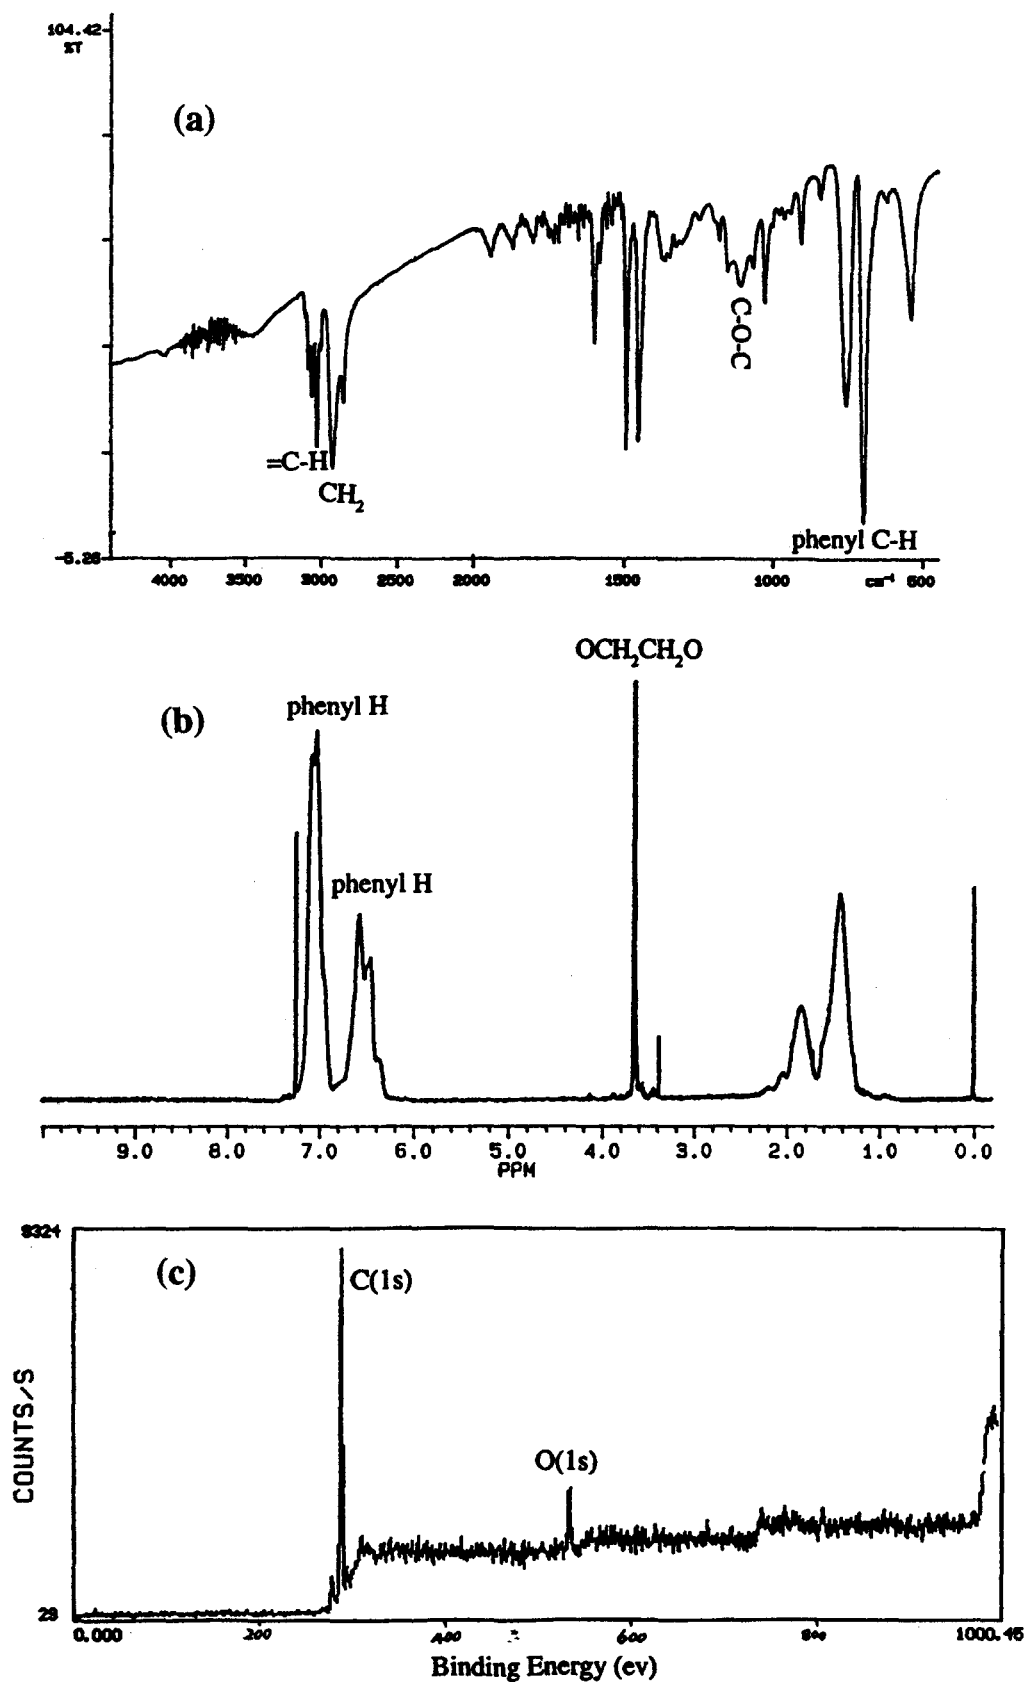 104.42
%T
(a)
C-O-C
=C-H
CH2
phenyl C-H
-5.26
4000 3500 3000 2500 2000 1500 1000 cm-1 500
OCH2CH2O
(b)
phenyl H
phenyl H
9.0 8.0 7.0 6.0 5.0 4.0 3.0 2.0 1.0 0.0
PPM
(c)
C(1s)
O(1s)
COUNTS/S
28
0.000 200 400 600 800 1000.45
Binding Energy (ev)